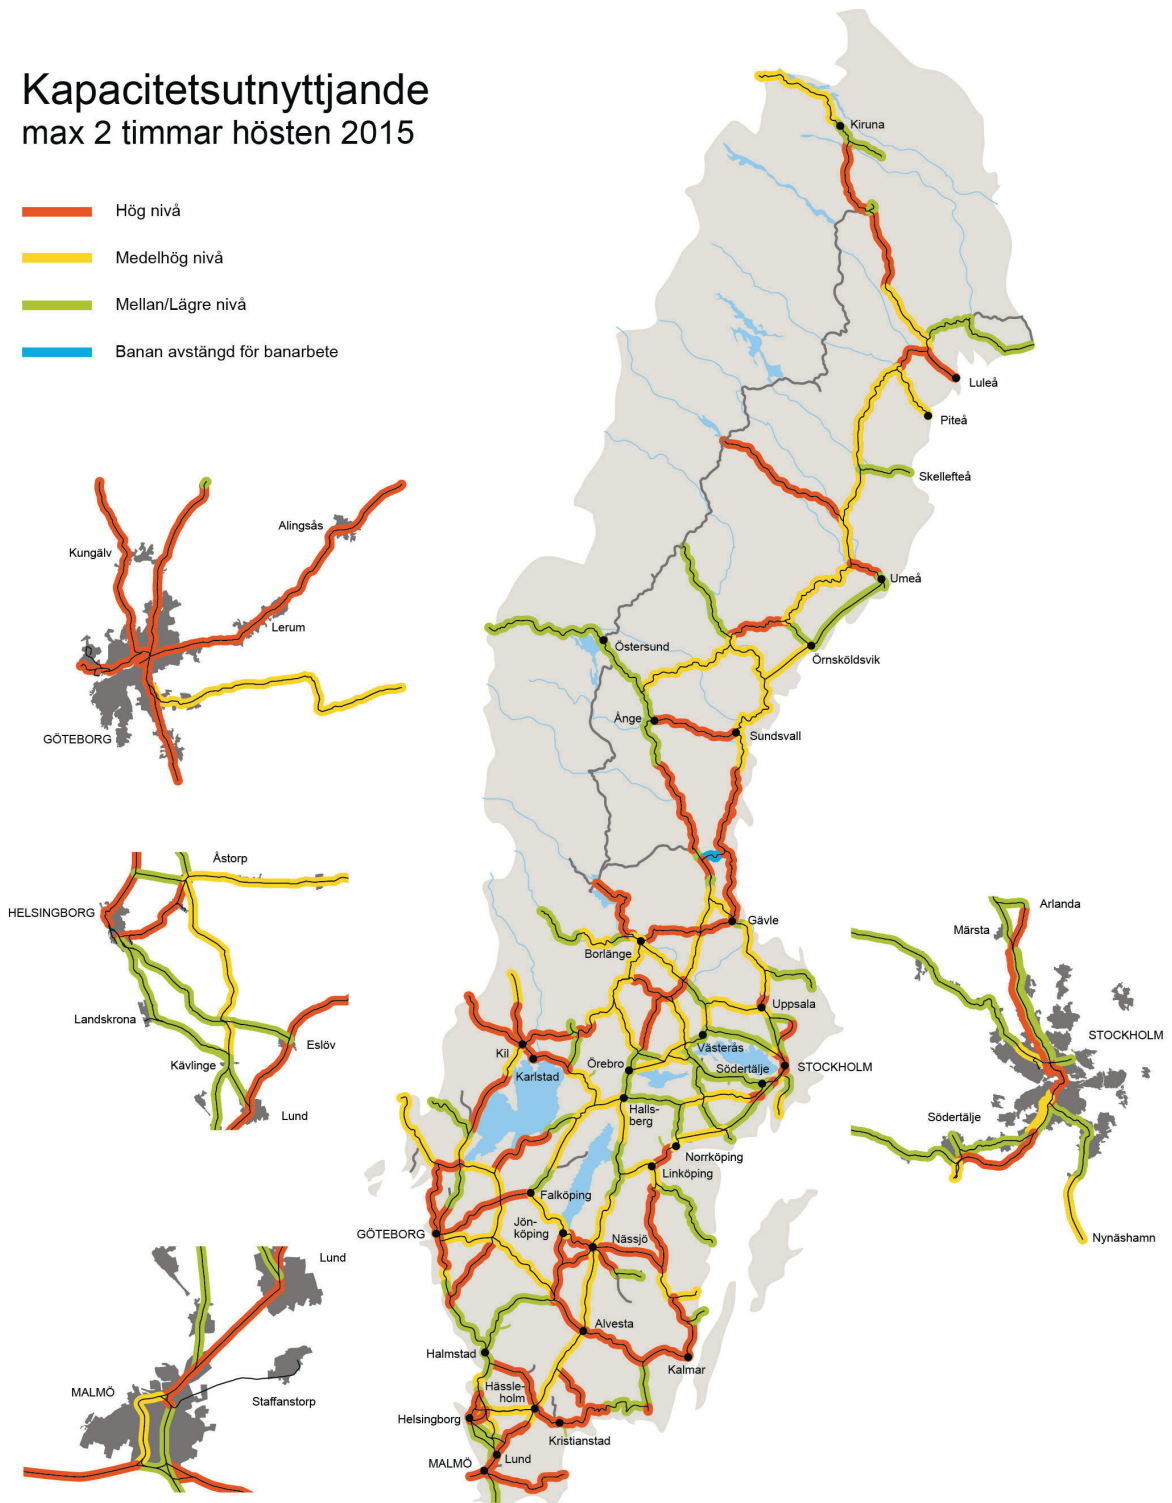 Kapacitetsutnyttjande
max 2 timmar hösten 2015
Hög nivå
Medelhög nivå
Mellan/Lägre nivå
Banan avstängd för banarbete
Kiruna
Luleå
Piteå
Skellefteå
Umeå
Örnsköldsvik
Östersund
Ånge
Sundsvall
Gävle
Borlänge
Uppsala
Västerås
Kil
Karlstad
Örebro
Södertälje
STOCKHOLM
Halls-
berg
Norrköping
Linköping
Falköping
GÖTEBORG
Jön-
köping
Nässjö
Alvesta
Halmstad
Kalmar
Hässle-
holm
Helsingborg
Kristianstad
Lund
MALMÖ
Kungälv
Alingsås
Lerum
GÖTEBORG
Åstorp
HELSINGBORG
Landskrona
Eslöv
Kävlinge
Lund
Lund
MALMÖ
Staffanstorp
Arlanda
Märsta
STOCKHOLM
Södertälje
Nynäshamn